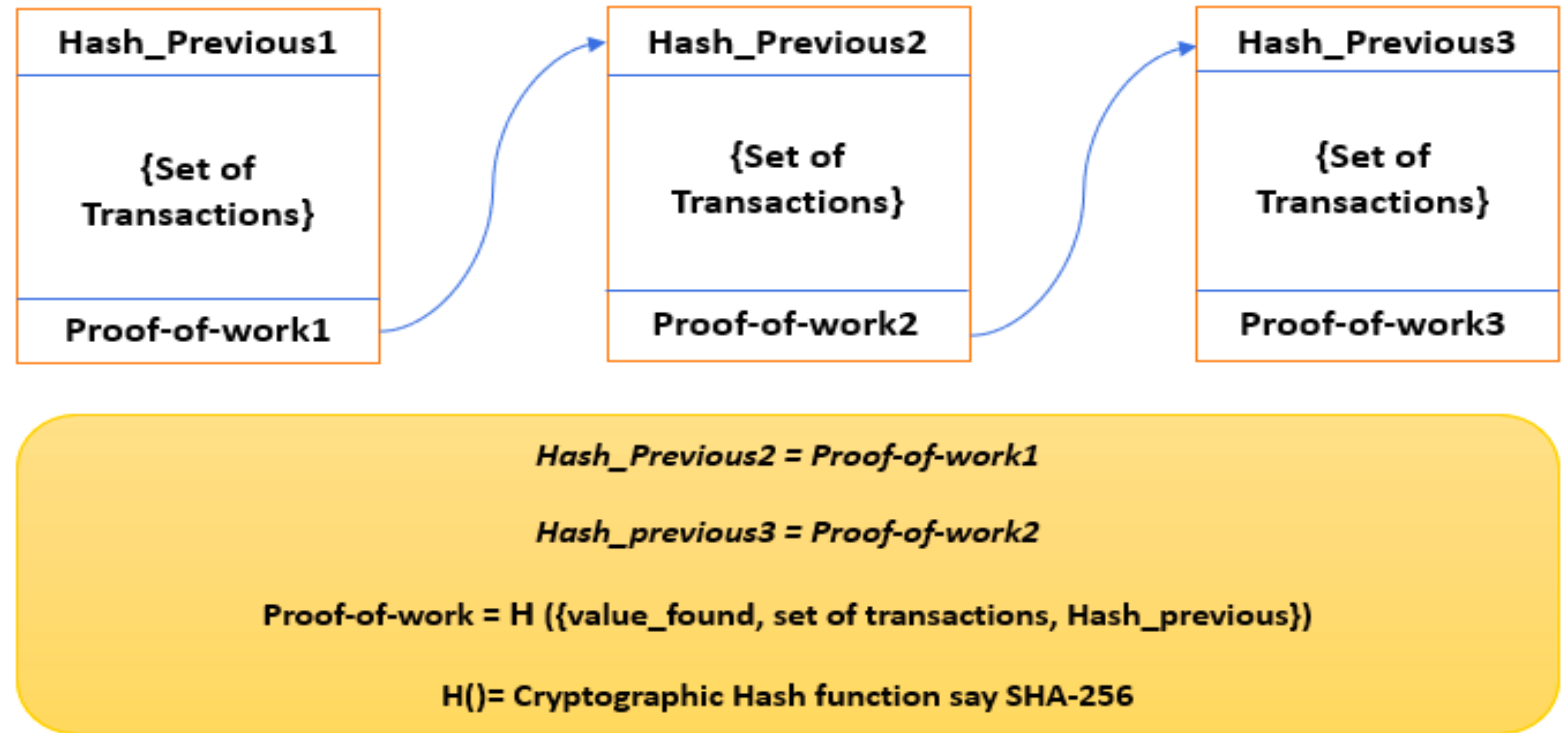 Hash_Previous1
{Set of
Transactions}
Proof-of-work1
Hash_Previous2
{Set of
Transactions}
Proof-of-work2
Hash_Previous3
{Set of
Transactions}
Proof-of-work3
Hash_Previous2 = Proof-of-work1
Hash_previous3 = Proof-of-work2
Proof-of-work = H ({value_found, set of transactions, Hash_previous})
H()= Cryptographic Hash function say SHA-256